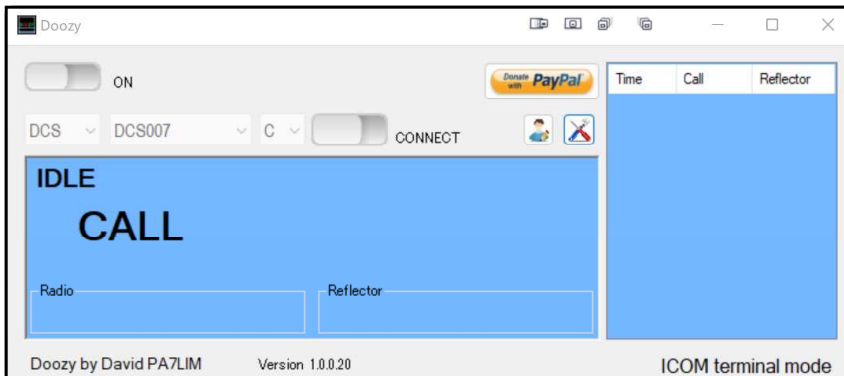 Doozy
ON
Donate with PayPal
DCS DCS007 C CONNECT
IDLE
CALL
Radio Reflector
Time Call Reflector
Doozy by David PA7LIM Version 1.0.0.20 ICOM terminal mode